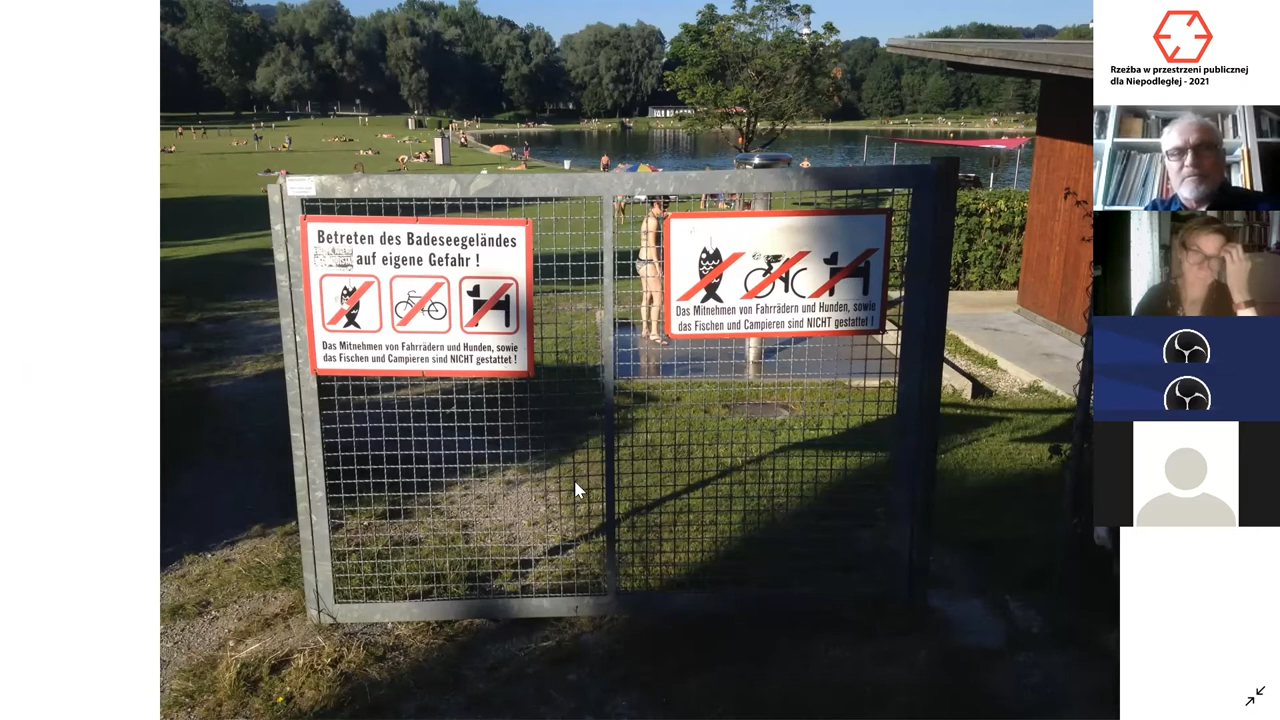 Rzeźba w przestrzeni publicznej
dla Niepodległej - 2021
Betreten des Badeseegeländes
auf eigene Gefahr !
Das Mitnehmen von Fahrrädern und Hunden, sowie
das Fischen und Campieren sind NICHT gestattet !
Das Mitnehmen von Fahrrädern und Hunden, sowie
das Fischen und Campieren sind NICHT gestattet !